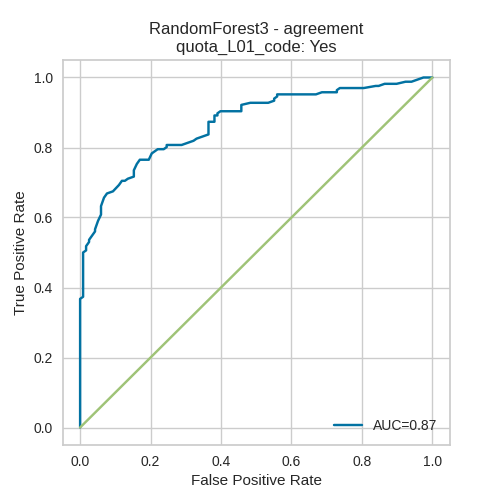 RandomForest3 - agreement
quota_L01_code: Yes
1.0
0.8
0.6
0.4
0.2
0.0
True Positive Rate
AUC=0.87
0.0 0.2 0.4 0.6 0.8 1.0
False Positive Rate